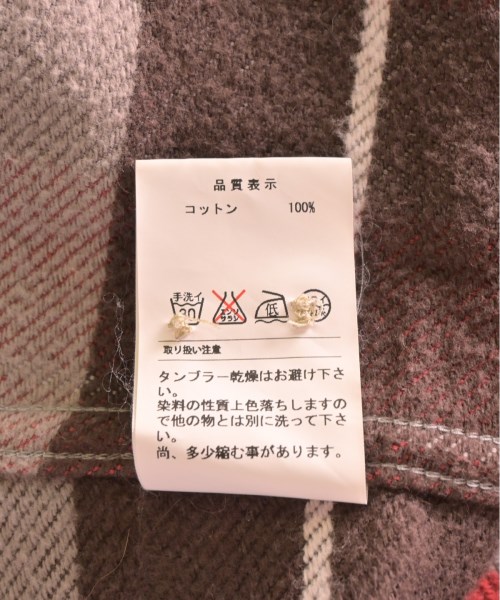 品質表示
コットン 100%
手洗イ
30
エンソ
サラシ
低
取り扱い注意
タンブラー乾燥はお避け下さ
い。
染料の性質上色落ちしますの
で他の物とは別に洗って下さ
い。
尚、多少縮む事があります。